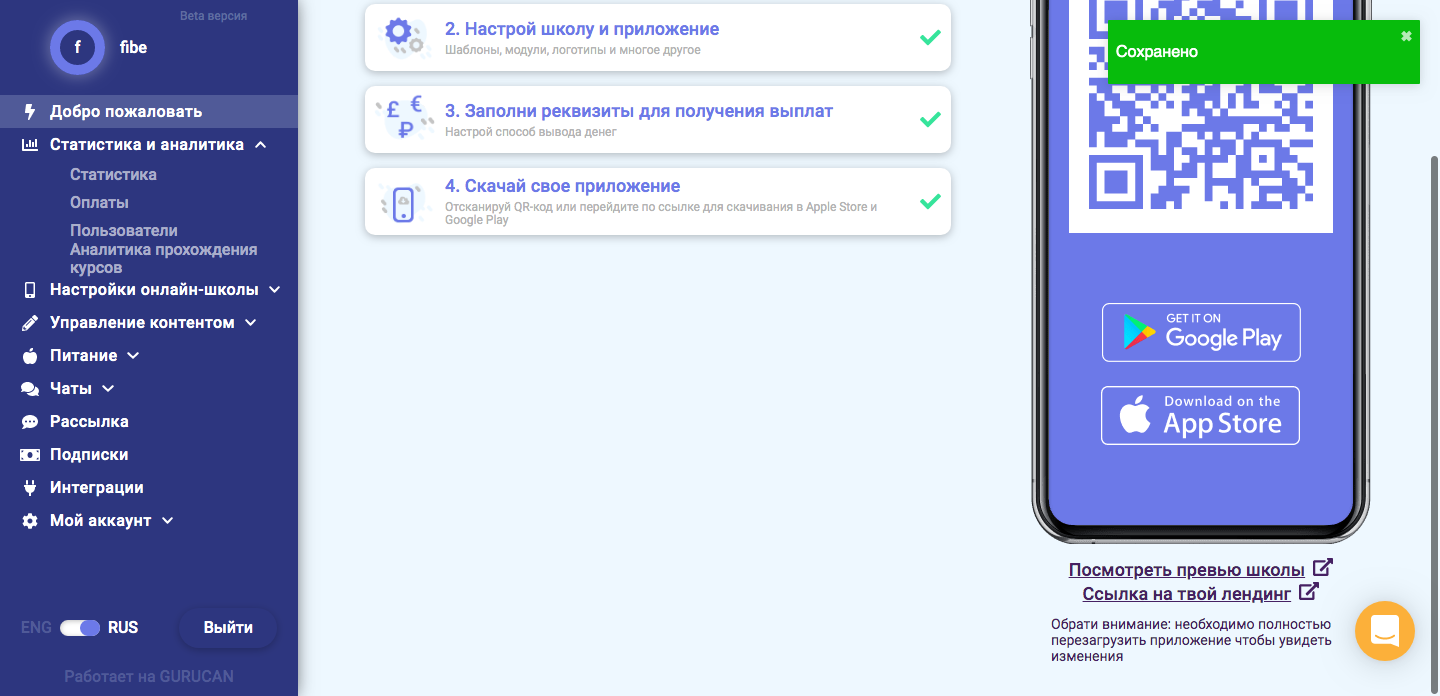 Beta версия
f
fibe
Добро пожаловать
Статистика и аналитика
Статистика
Оплаты
Пользователи
Аналитика прохождения
курсов
Настройки онлайн-школы
Управление контентом
Питание
Чаты
Рассылка
Подписки
Интеграции
Мой аккаунт
ENG
RUS
Выйти
Работает на GURUCAN
2. Настрой школу и приложение
Шаблоны, модули, логотипы и многое другое
£ € ₽
3. Заполни реквизиты для получения выплат
Настрой способ вывода денег
4. Скачай свое приложение
Отсканируй QR-код или перейдите по ссылке для скачивания в Apple Store и
Google Play
Сохранено
GET IT ON
Google Play
Download on the
App Store
Посмотреть превью школы
Ссылка на твой лендинг
Обрати внимание: необходимо полностью
перезагрузить приложение чтобы увидеть
изменения